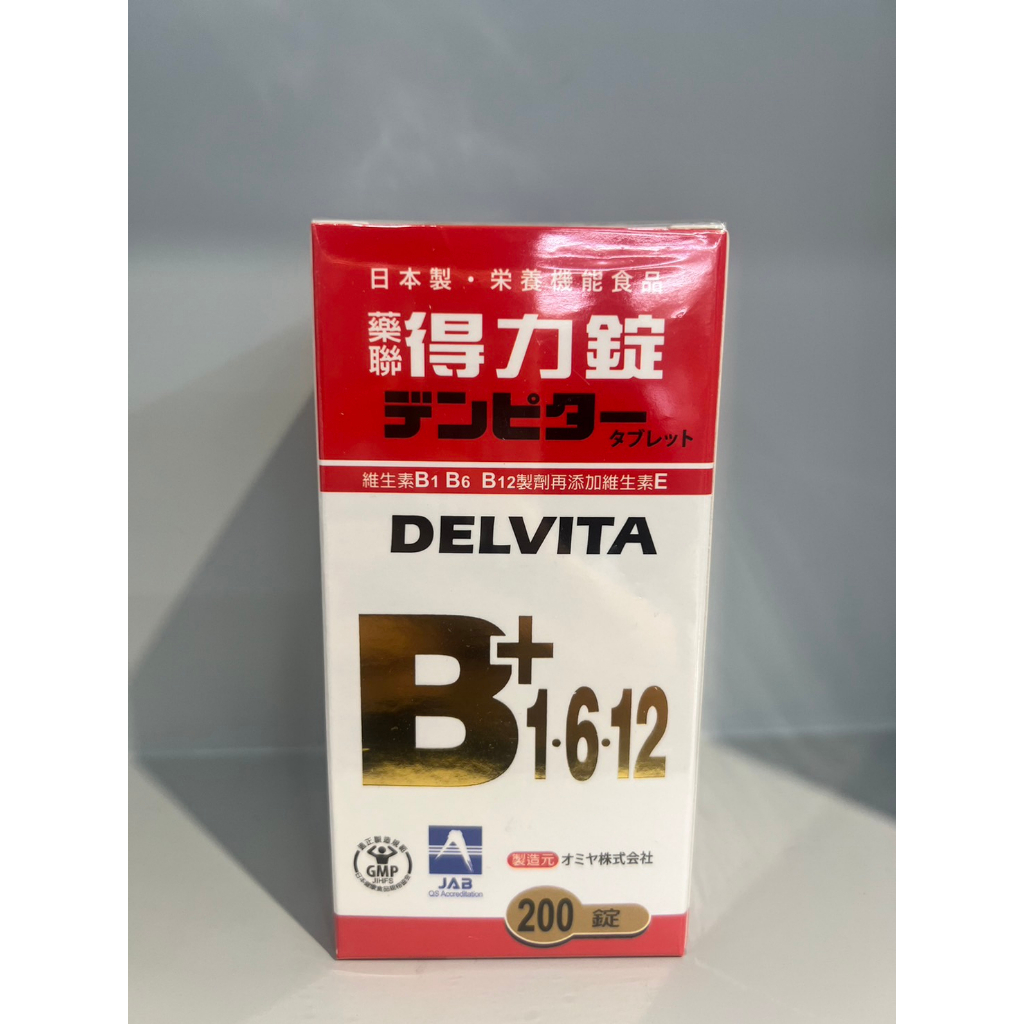 日本製・栄養機能食品
藥聯 得力錠
デンピター タブレット
維生素B1 B6 B12製劑再添加維生素E
DELVITA
B+1·6·12
GMP
JIHFS
JAB
QS Accreditation
製造元 オミヤ株式会社
200 錠